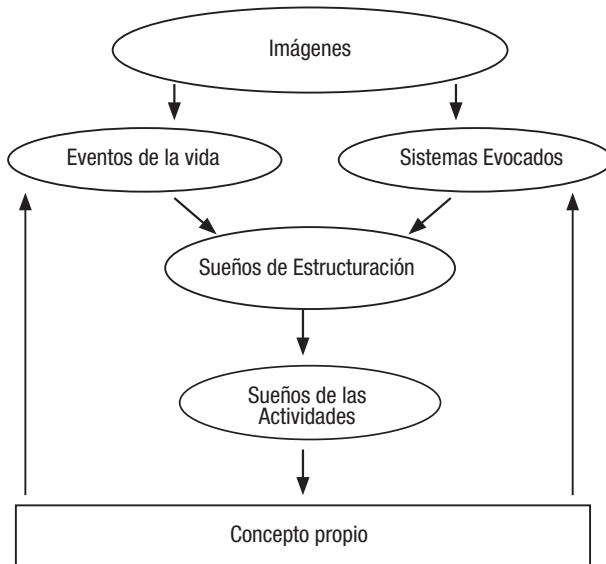 Imágenes
Eventos de la vida
Sistemas Evocados
Sueños de Estructuración
Sueños de las
Actividades
Concepto propio